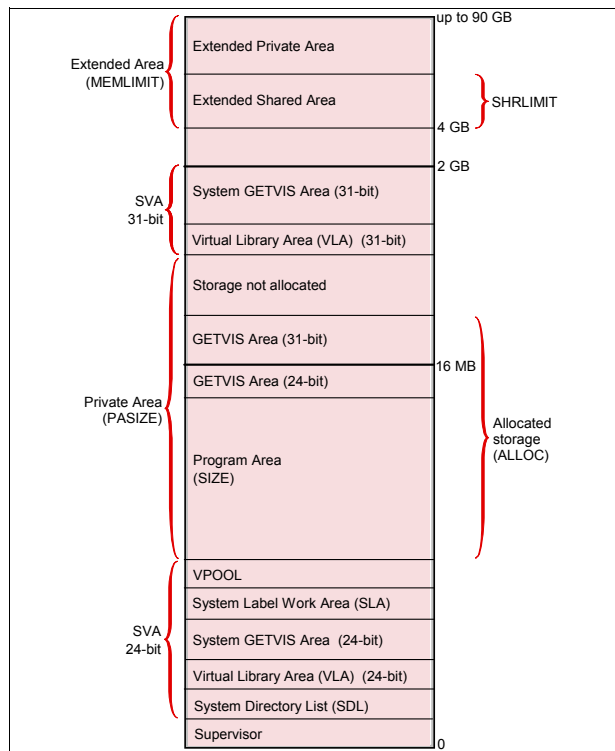 up to 90 GB
Extended Private Area
Extended Area
(MEMLIMIT)
Extended Shared Area
SHRLIMIT
4 GB
2 GB
System GETVIS Area (31-bit)
SVA
31-bit
Virtual Library Area (VLA) (31-bit)
Storage not allocated
GETVIS Area (31-bit)
16 MB
GETVIS Area (24-bit)
Private Area
(PASIZE)
Allocated
storage
(ALLOC)
Program Area
(SIZE)
VPOOL
System Label Work Area (SLA)
SVA
24-bit
System GETVIS Area (24-bit)
Virtual Library Area (VLA) (24-bit)
System Directory List (SDL)
Supervisor
0